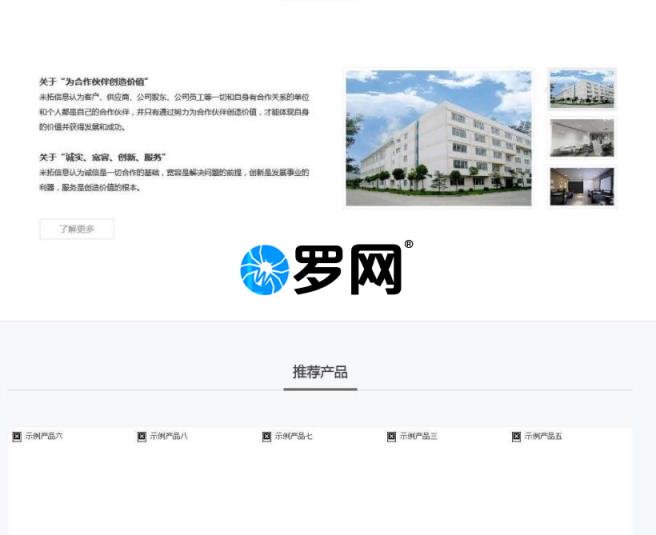 关于“为合作伙伴创造价值”
米拓信息认为客户、供应商、公司股东、公司员工等一切和自身有合作关系的单位
和个人都是自己的合作伙伴，并只有通过努力为合作伙伴创造价值，才能体现自身
的价值并获得发展和成功。
关于“诚实、宽容、创新、服务”
米拓信息认为诚信是一切合作的基础，宽容是解决问题的前提，创新是发展事业的
利器，服务是创造价值的根本。
了解更多
罗网®
推荐产品
示例产品六 示例产品八 示例产品七 示例产品三 示例产品五